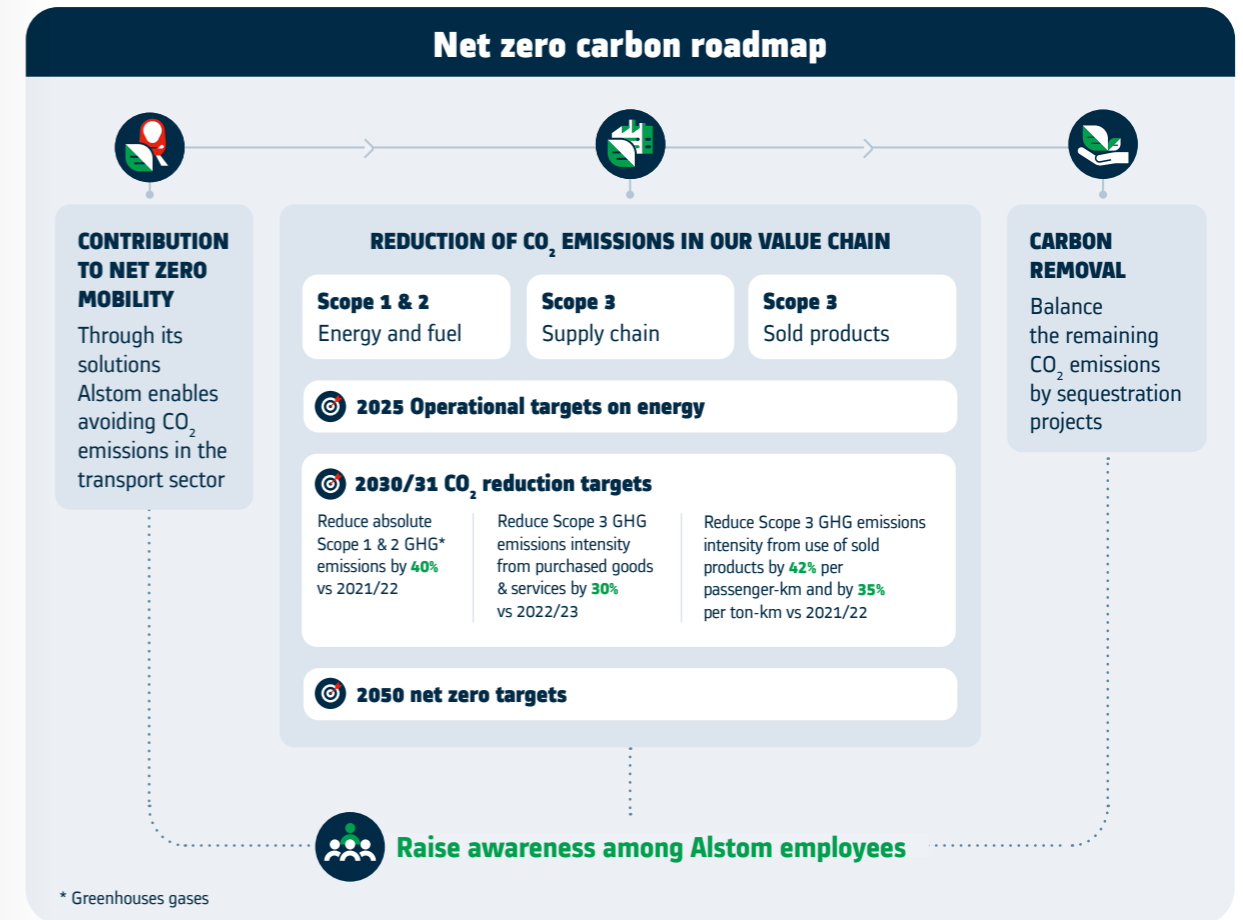 Net zero carbon roadmap
CONTRIBUTION
TO NET ZERO
MOBILITY
Through its
solutions
Alstom enables
avoiding CO₂
emissions in the
transport sector
REDUCTION OF CO₂ EMISSIONS IN OUR VALUE CHAIN
Scope 1 & 2
Energy and fuel
Scope 3
Supply chain
Scope 3
Sold products
2025 Operational targets on energy
2030/31 CO₂ reduction targets
Reduce absolute
Scope 1 & 2 GHG*
emissions by 40%
vs 2021/22
Reduce Scope 3 GHG
emissions intensity
from purchased goods
& services by 30%
vs 2022/23
Reduce Scope 3 GHG emissions
intensity from use of sold
products by 42% per
passenger-km and by 35%
per ton-km vs 2021/22
2050 net zero targets
CARBON
REMOVAL
Balance
the remaining
CO₂ emissions
by sequestration
projects
Raise awareness among Alstom employees
* Greenhouses gases